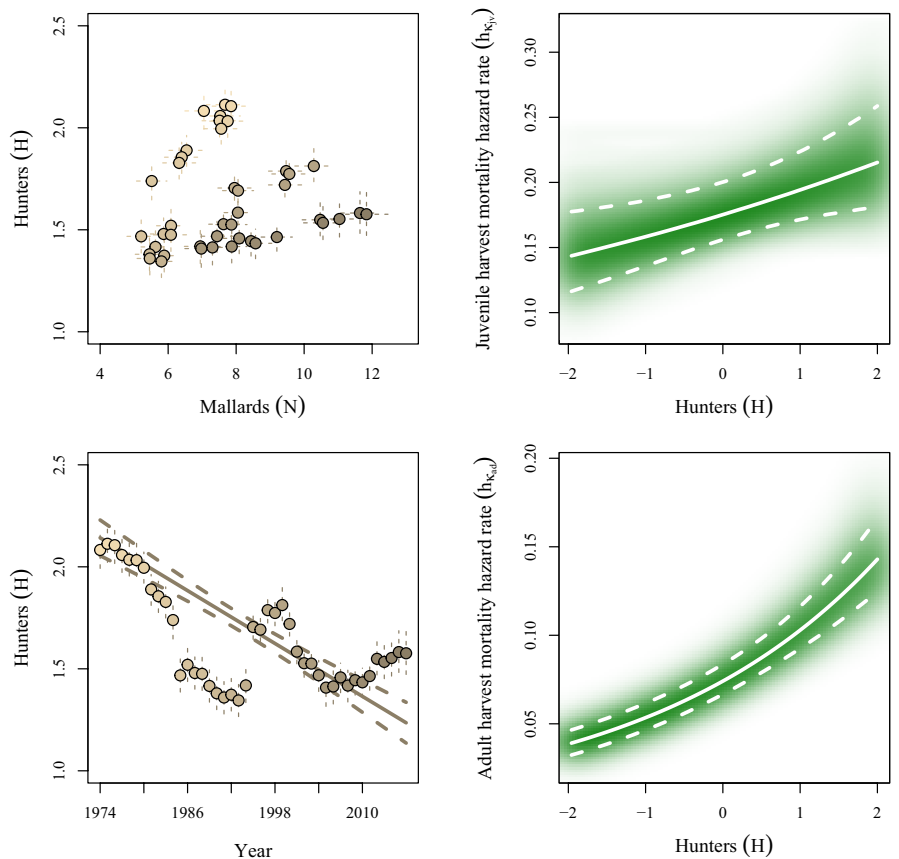 Hunters (H)
2.5
2.0
1.5
1.0
4 6 8 10 12
Mallards (N)
Juvenile harvest mortality hazard rate (hκjv)
0.30
0.25
0.20
0.15
0.10
−2 −1 0 1 2
Hunters (H)
Hunters (H)
2.5
2.0
1.5
1.0
1974 1986 1998 2010
Year
Adult harvest mortality hazard rate (hκad)
0.20
0.15
0.10
0.05
−2 −1 0 1 2
Hunters (H)